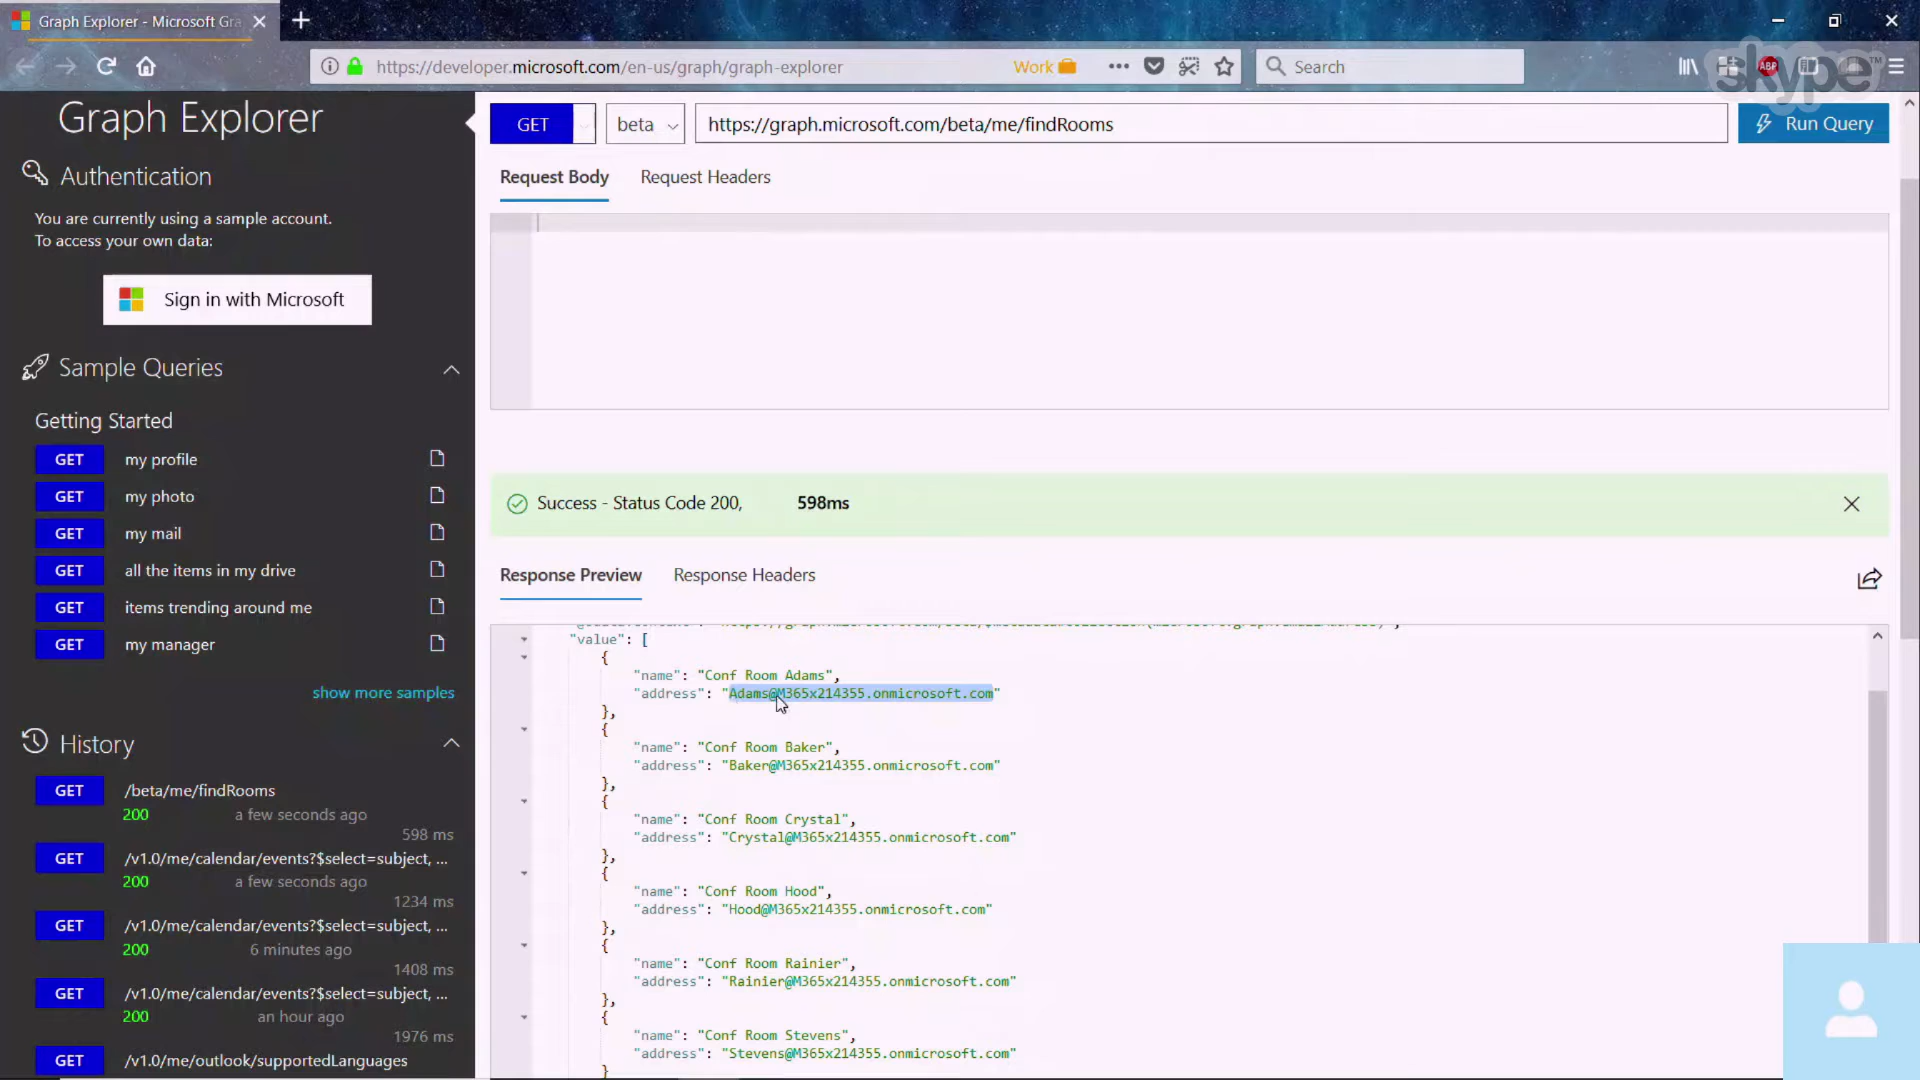 Graph Explorer - Microsoft Gra
https://developer.microsoft.com/en-us/graph/graph-explorer
Work
Search
ABP
skype™
Graph Explorer
Authentication
You are currently using a sample account.
To access your own data:
Sign in with Microsoft
Sample Queries
Getting Started
GET my profile
GET my photo
GET my mail
GET all the items in my drive
GET items trending around me
GET my manager
show more samples
History
GET /beta/me/findRooms
200 a few seconds ago
598 ms
GET /v1.0/me/calendar/events?$select=subject, ...
200 a few seconds ago
1234 ms
GET /v1.0/me/calendar/events?$select=subject, ...
200 6 minutes ago
1408 ms
GET /v1.0/me/calendar/events?$select=subject, ...
200 an hour ago
1976 ms
GET /v1.0/me/outlook/supportedLanguages
GET beta https://graph.microsoft.com/beta/me/findRooms Run Query
Request Body Request Headers
Success - Status Code 200, 598ms
Response Preview Response Headers
"value": [
{
"name": "Conf Room Adams",
"address": "Adams@M365x214355.onmicrosoft.com"
},
{
"name": "Conf Room Baker",
"address": "Baker@M365x214355.onmicrosoft.com"
},
{
"name": "Conf Room Crystal",
"address": "Crystal@M365x214355.onmicrosoft.com"
},
{
"name": "Conf Room Hood",
"address": "Hood@M365x214355.onmicrosoft.com"
},
{
"name": "Conf Room Rainier",
"address": "Rainier@M365x214355.onmicrosoft.com"
},
{
"name": "Conf Room Stevens",
"address": "Stevens@M365x214355.onmicrosoft.com"
}